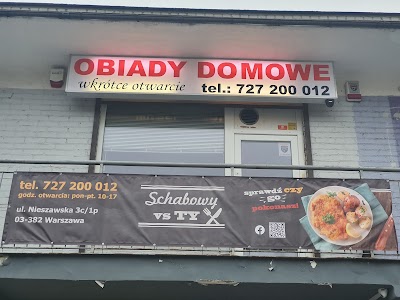 OBIADY DOMOWE
wkrótce otwarcie tel.: 727 200 012
tel. 727 200 012
godz. otwarcia: pon-pt. 10-17
ul. Nieszawska 3c/1p
03-382 Warszawa
Schabowy
VS TY
sprawdź czy
go
pokonasz!